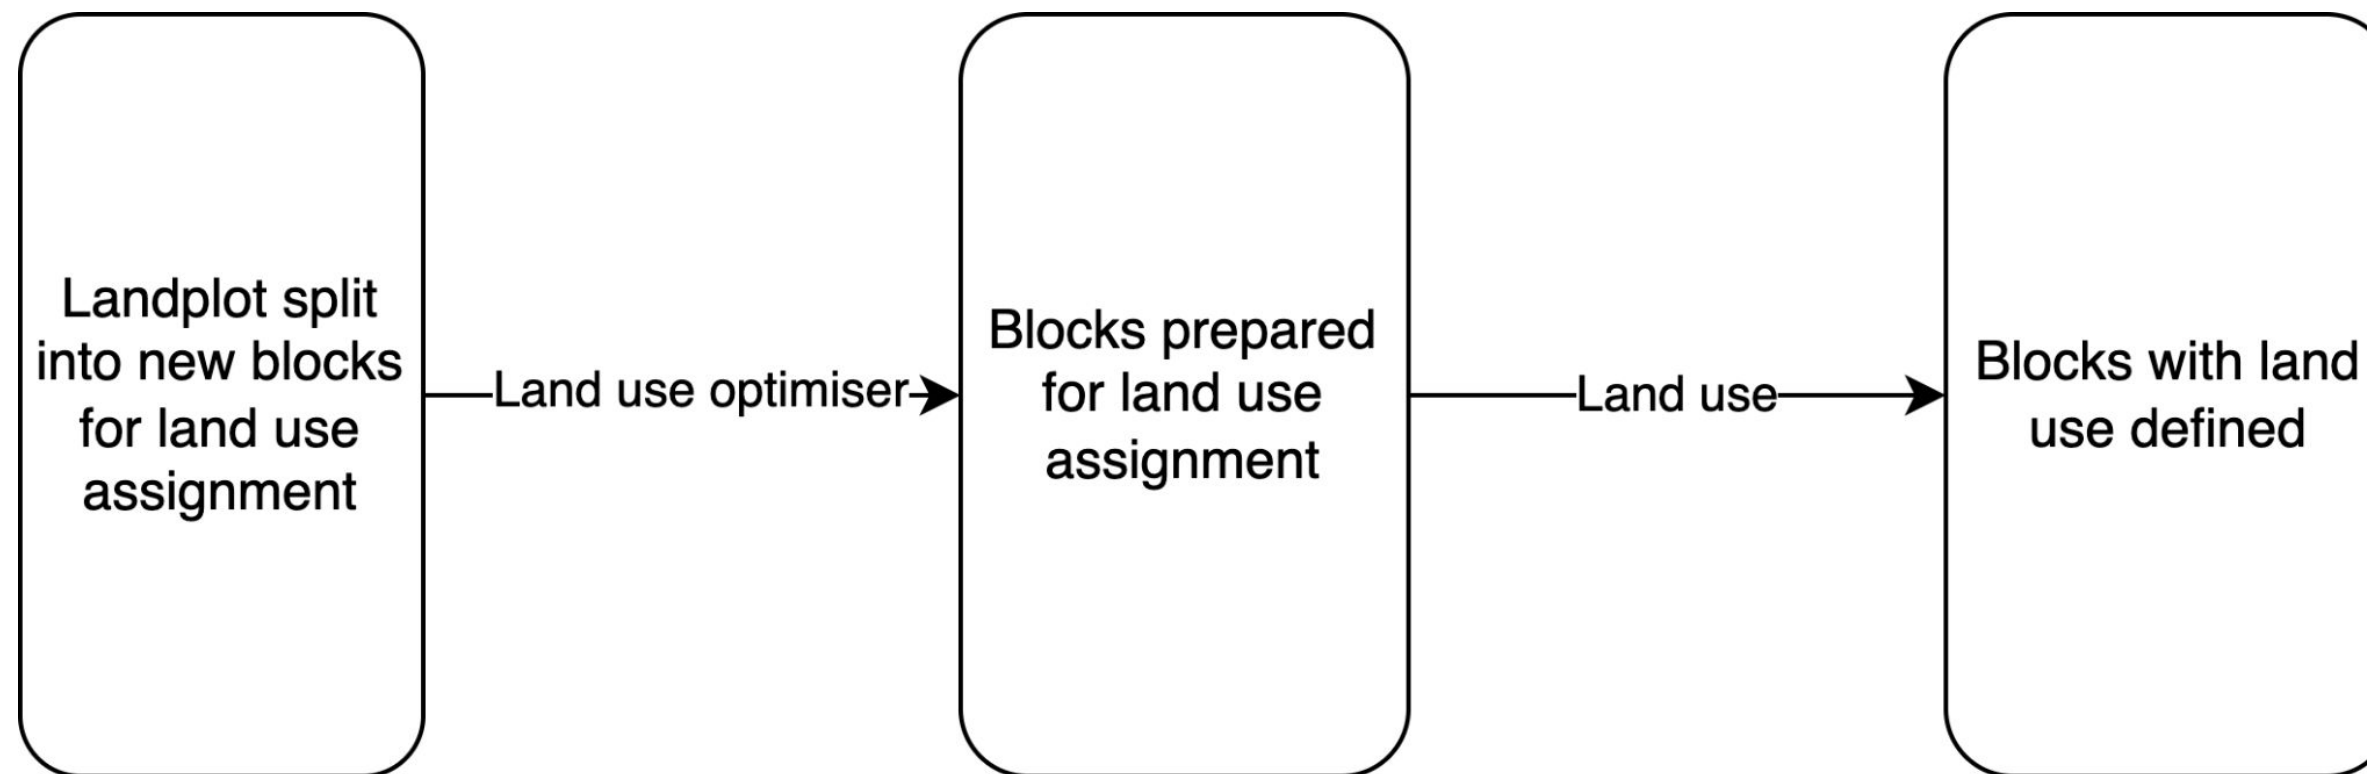 Landplot split
into new blocks
for land use
assignment
Land use optimiser
Blocks prepared
for land use
assignment
Land use
Blocks with land
use defined